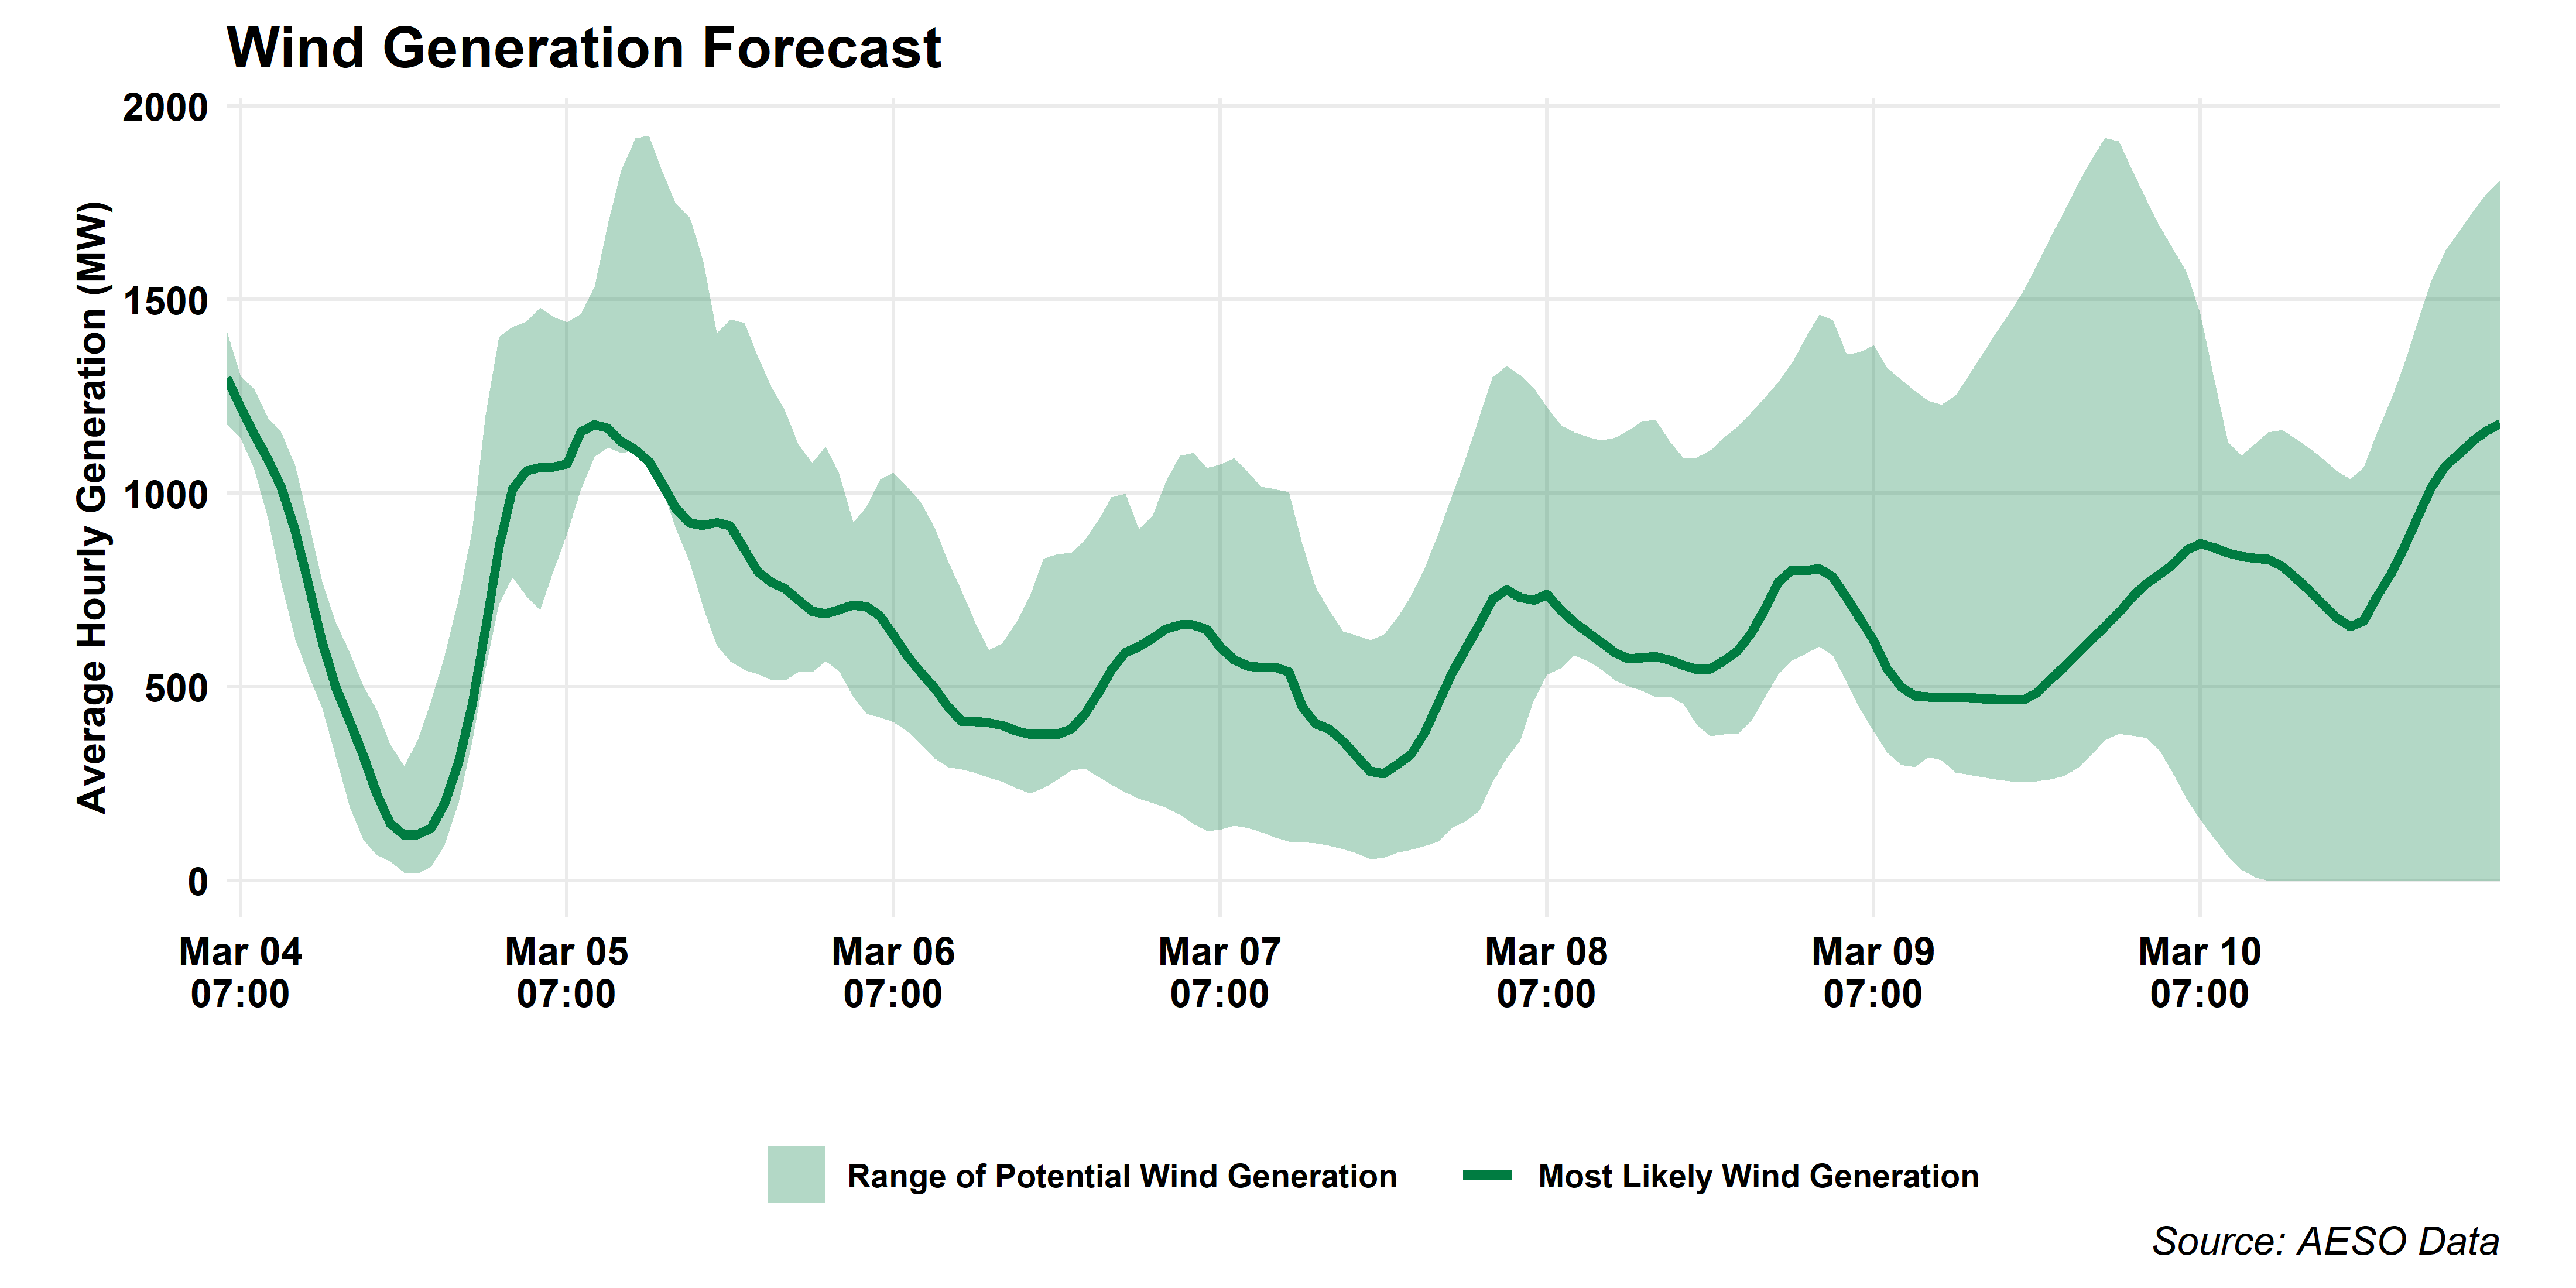 Wind Generation Forecast
Average Hourly Generation (MW)
2000
1500
1000
500
0
Mar 04
07:00
Mar 05
07:00
Mar 06
07:00
Mar 07
07:00
Mar 08
07:00
Mar 09
07:00
Mar 10
07:00
Range of Potential Wind Generation
Most Likely Wind Generation
Source: AESO Data